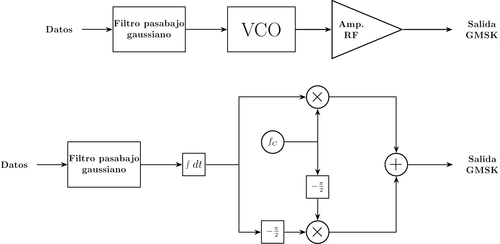 Datos
Filtro pasabajo
gaussiano
VCO
Amp.
RF
Salida
GMSK
Datos
Filtro pasabajo
gaussiano
∫ dt
×
f_C
−π/2
−π/2
×
+
Salida
GMSK